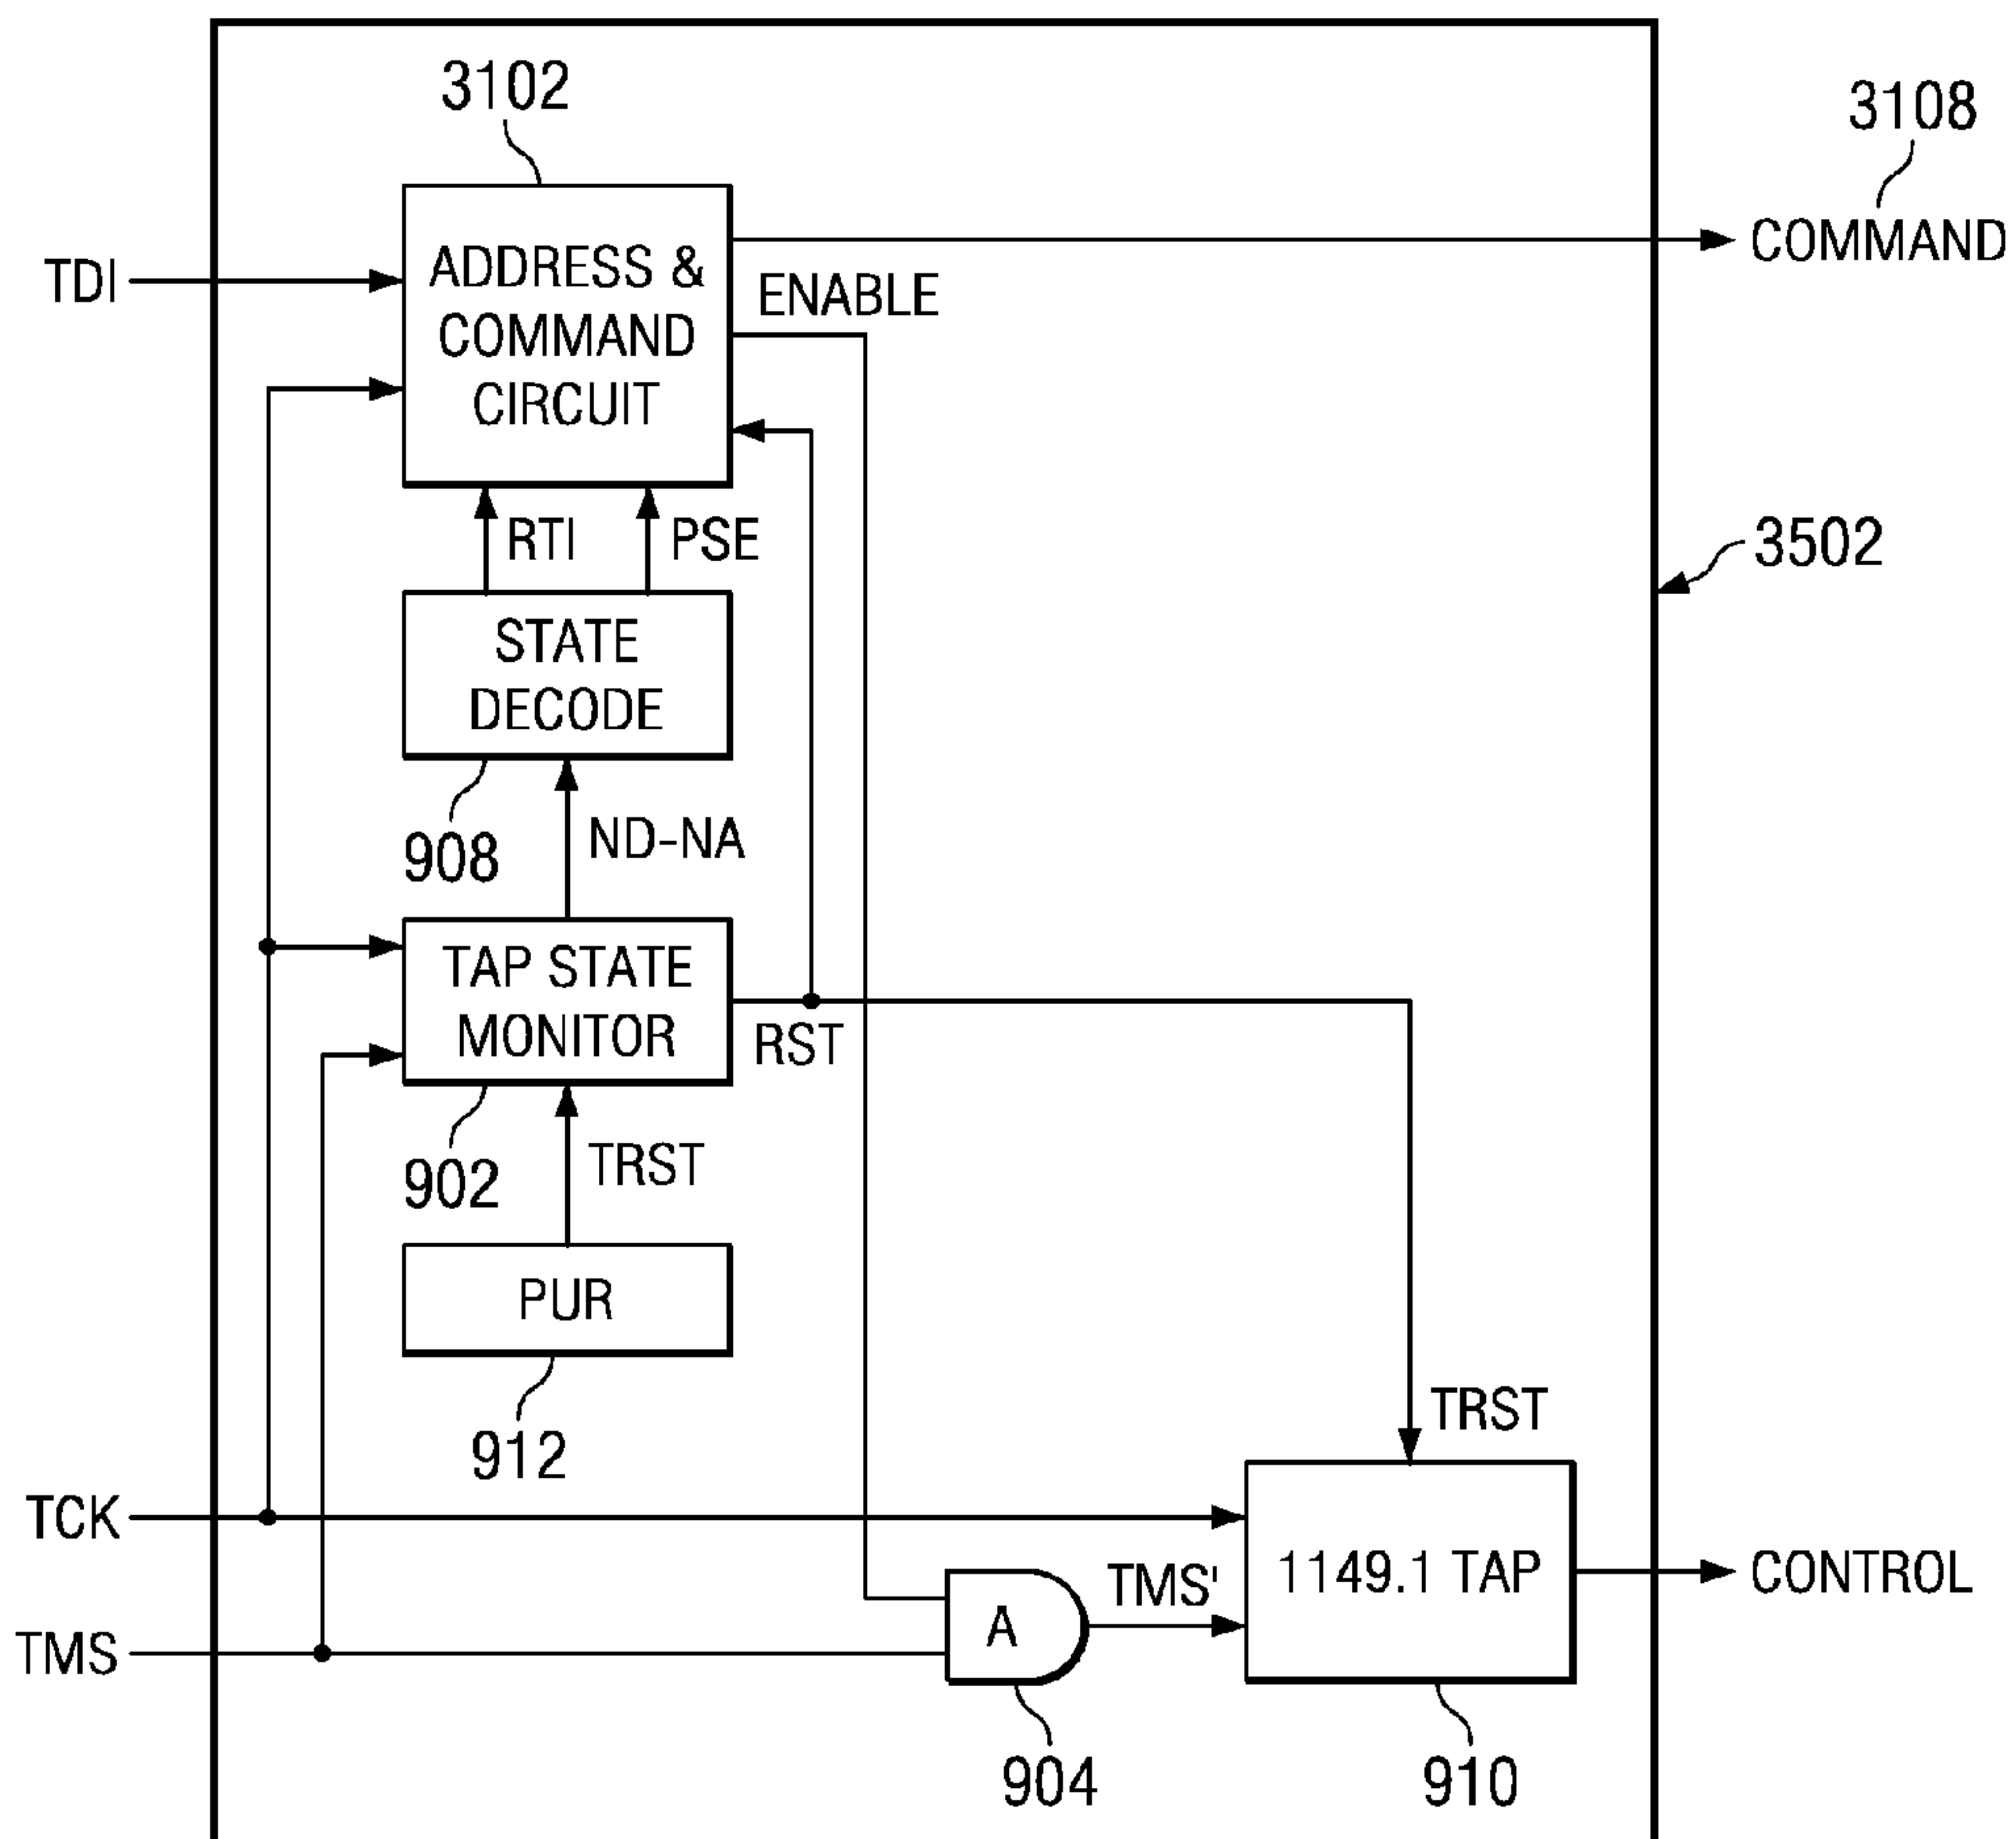 3102
3108
COMMAND
TDI
ADDRESS &
COMMAND
CIRCUIT
ENABLE
RTI
PSE
3502
STATE
DECODE
908
ND-NA
TAP STATE
MONITOR
RST
902
TRST
PUR
912
TRST
TCK
1149.1 TAP
CONTROL
TMS'
TMS
A
904
910